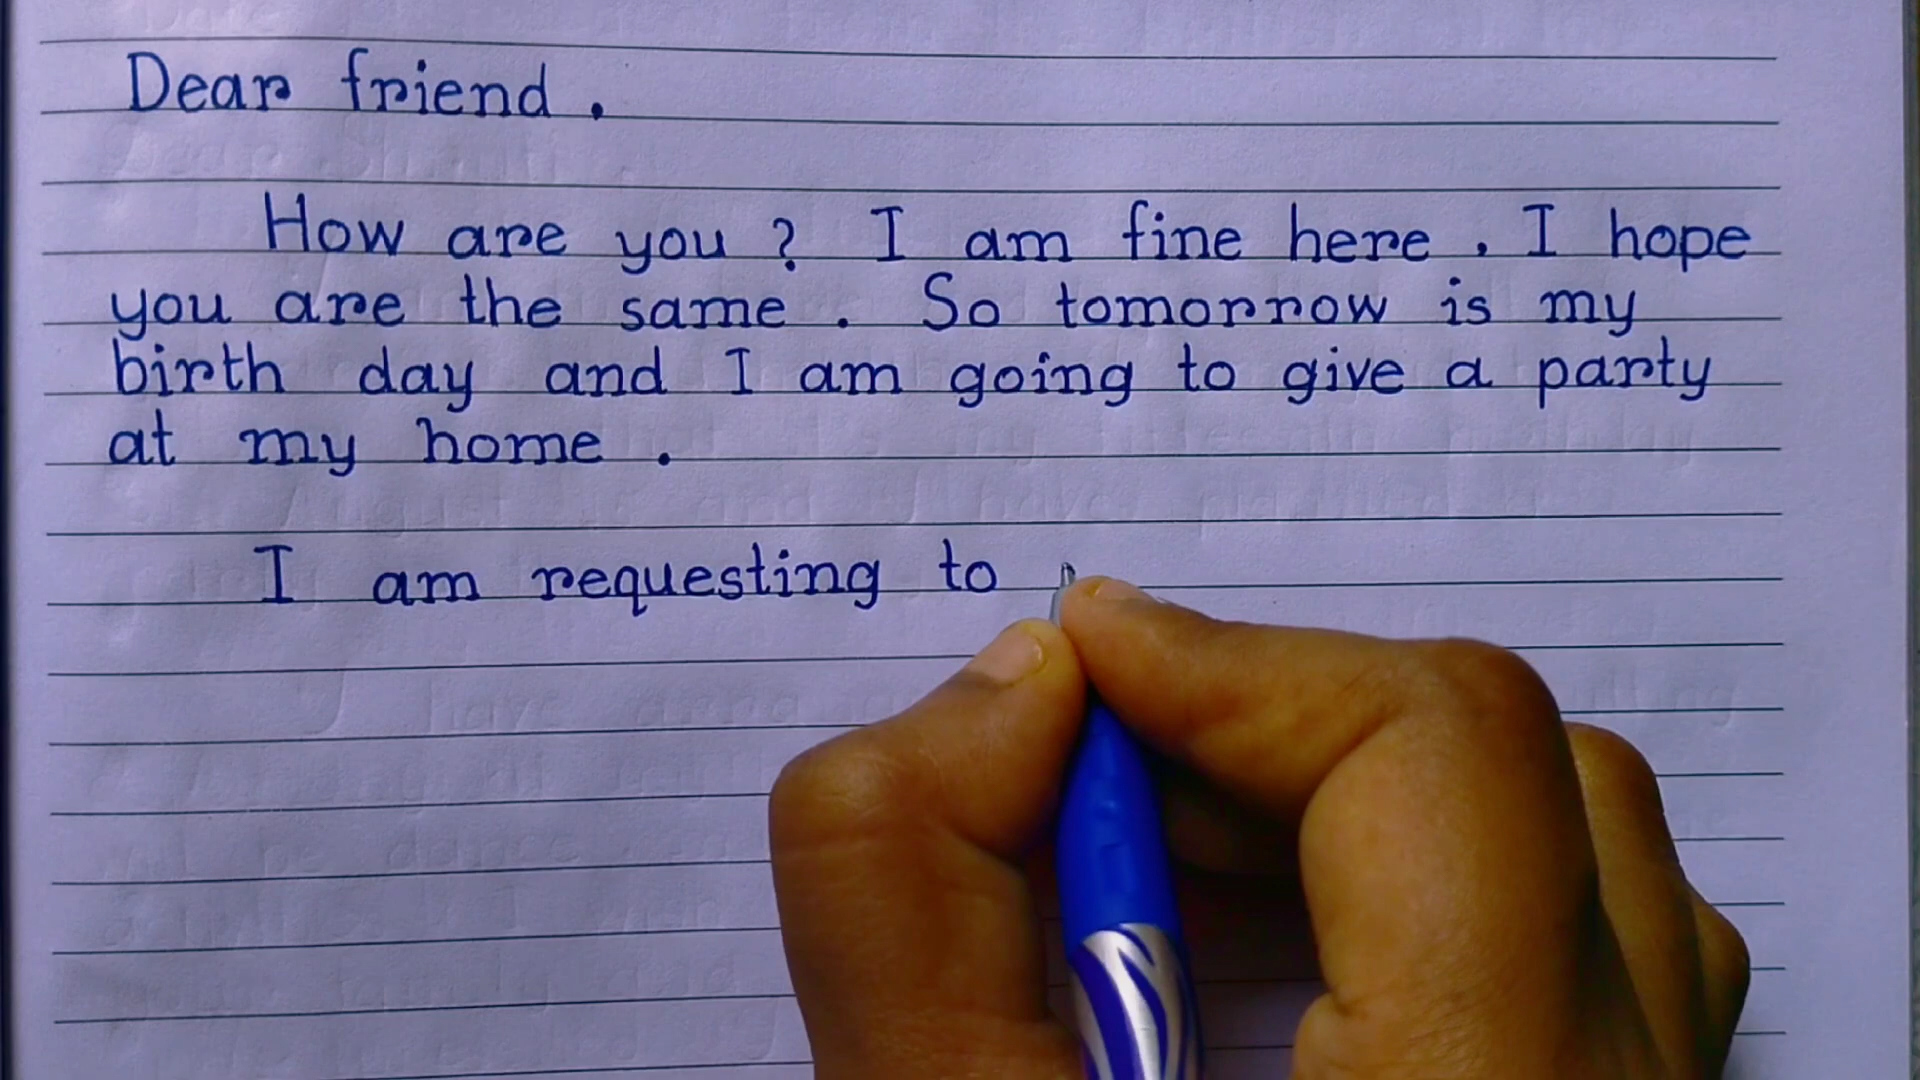 Dear friend.
How are you? I am fine here. I hope
you are the same. So tomorrow is my
birth day and I am going to give a party
at my home.
I am requesting to